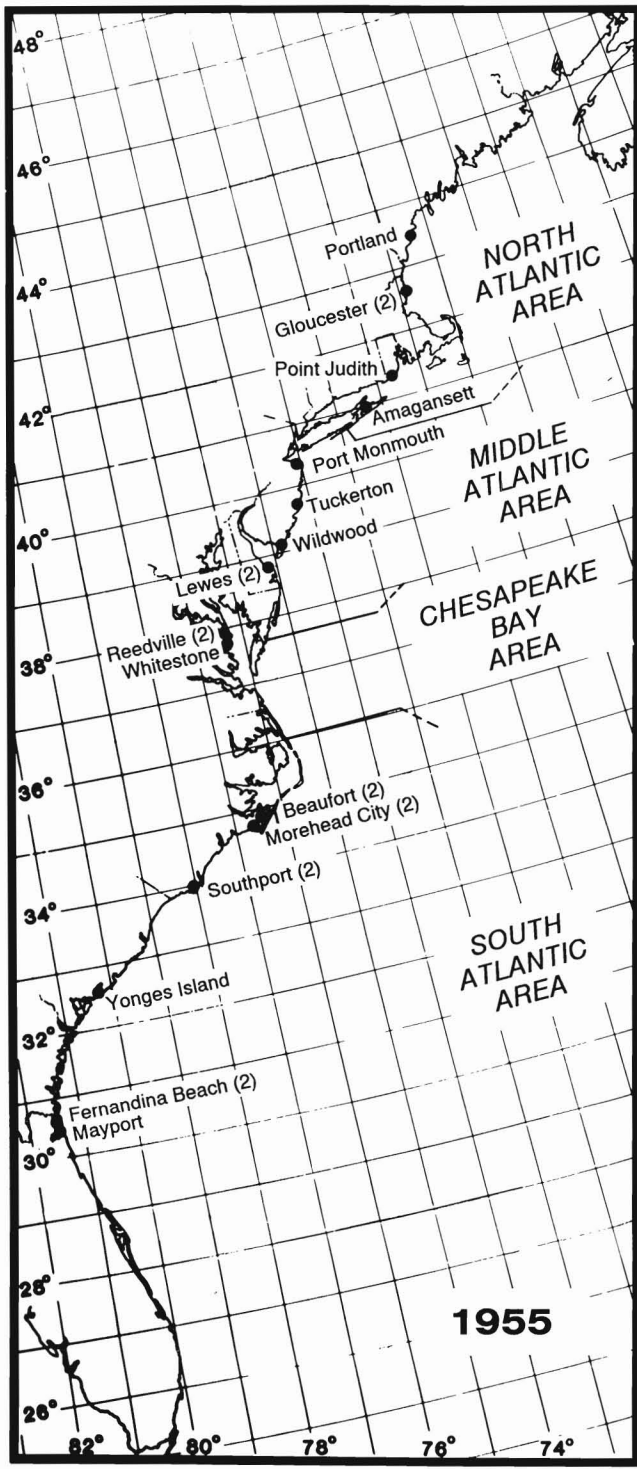 48°
46°
44°
42°
40°
38°
36°
34°
32°
30°
28°
26°
Portland
Gloucester (2)
Point Judith
Amagansett
Port Monmouth
Tuckerton
Wildwood
Lewes (2)
Reedville (2)
Whitestone
Beaufort (2)
Morehead City (2)
Southport (2)
Yonges Island
Fernandina Beach (2)
Mayport
NORTH
ATLANTIC
AREA
MIDDLE
ATLANTIC
AREA
CHESAPEAKE
BAY
AREA
SOUTH
ATLANTIC
AREA
1955
82°
80°
78°
76°
74°